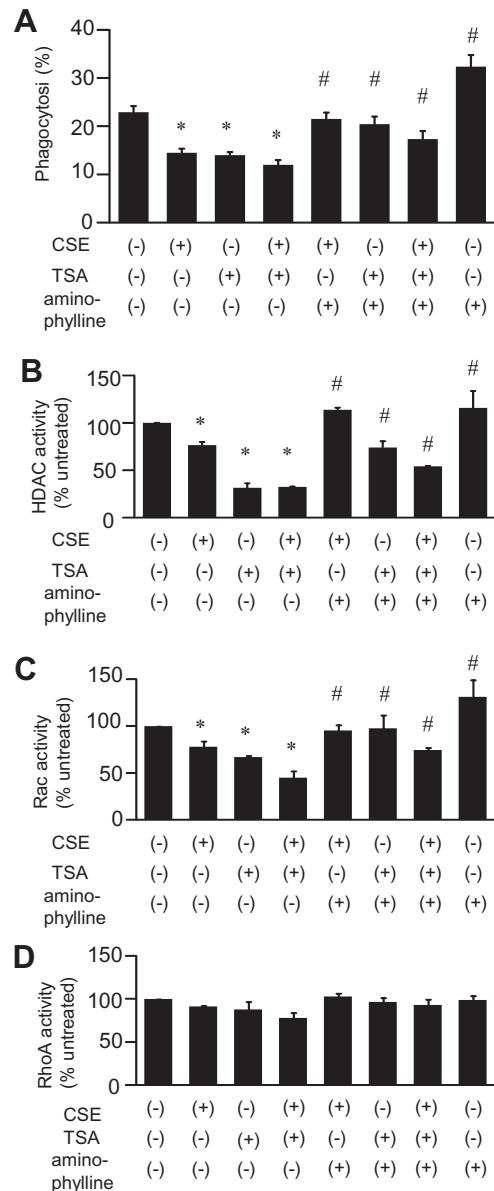 A
Phagocytosi (%)
40
30
20
10
0
* * * # # # #
CSE (-) (+) (-) (+) (+) (-) (+) (-)
TSA (-) (-) (+) (+) (-) (+) (+) (-)
amino-
phylline (-) (-) (-) (-) (+) (+) (+) (+)
B
HDAC activity
(% untreated)
150
100
50
0
* * * # # # #
CSE (-) (+) (-) (+) (+) (-) (+) (-)
TSA (-) (-) (+) (+) (-) (+) (+) (-)
amino-
phylline (-) (-) (-) (-) (+) (+) (+) (+)
C
Rac activity
(% untreated)
150
100
50
0
* * * # # # #
CSE (-) (+) (-) (+) (+) (-) (+) (-)
TSA (-) (-) (+) (+) (-) (+) (+) (-)
amino-
phylline (-) (-) (-) (-) (+) (+) (+) (+)
D
RhoA activity
(% untreated)
150
100
50
0
CSE (-) (+) (-) (+) (+) (-) (+) (-)
TSA (-) (-) (+) (+) (-) (+) (+) (-)
amino-
phylline (-) (-) (-) (-) (+) (+) (+) (+)